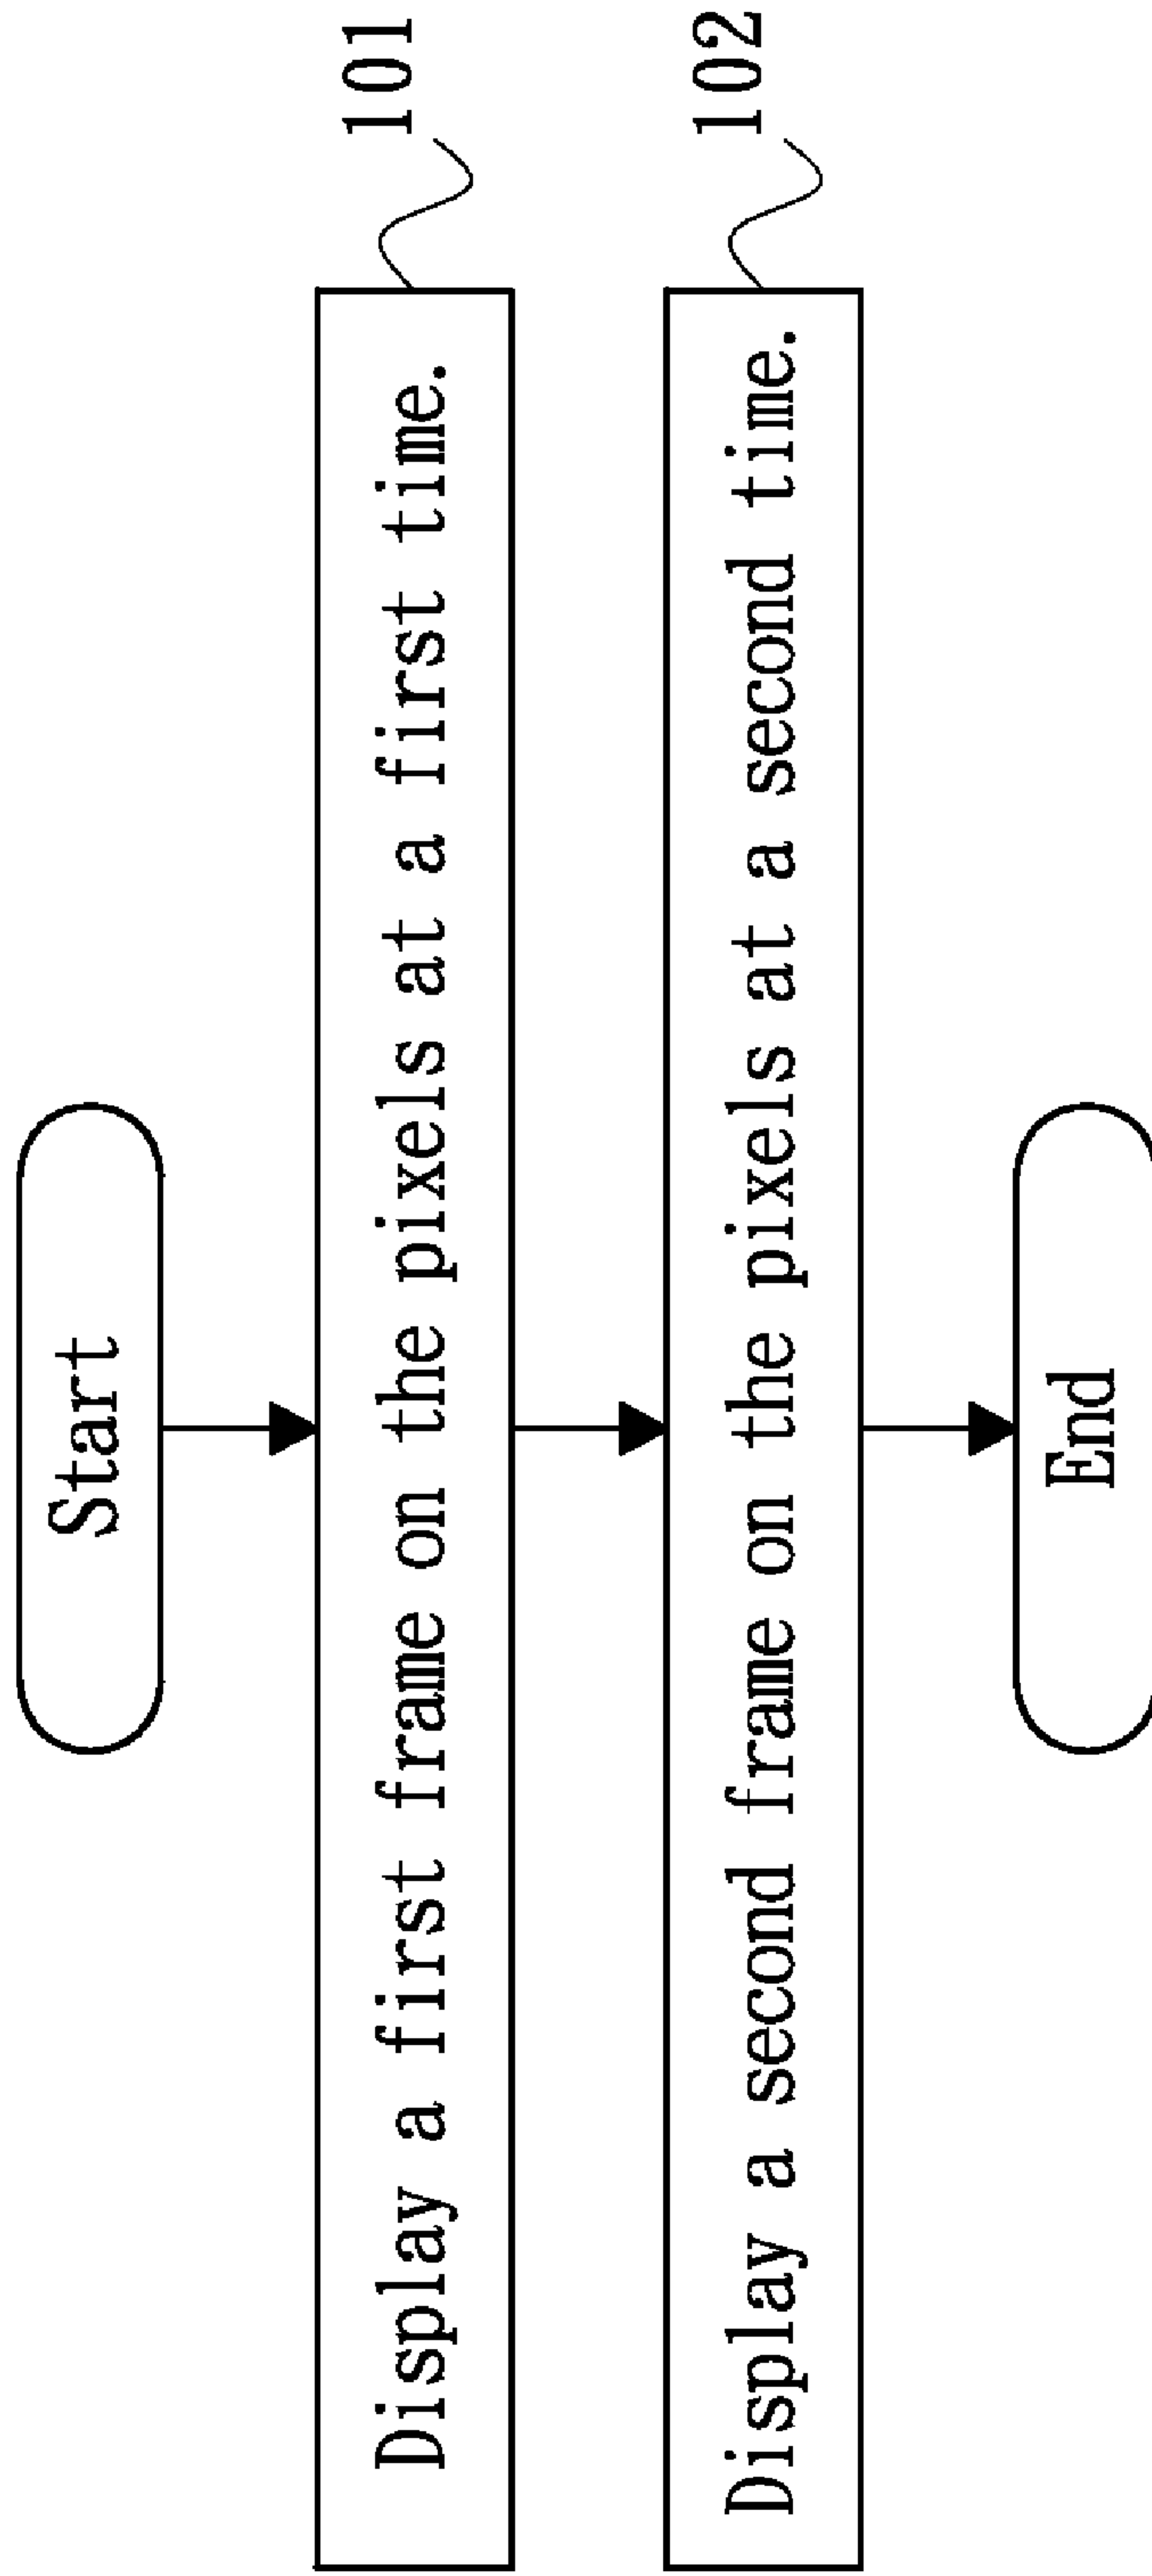 Start
Display a first frame on the pixels at a first time.
101
Display a second frame on the pixels at a second time.
102
End